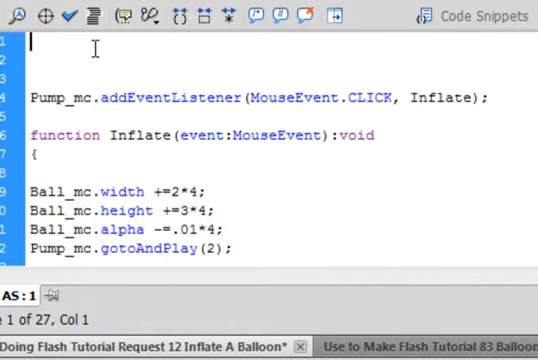 Code Snippets
1
2
3
4 Pump_mc.addEventListener(MouseEvent.CLICK, Inflate);
5
6 function Inflate(event:MouseEvent):void
7 {
8
9 Ball_mc.width +=2*4;
0 Ball_mc.height +=3*4;
1 Ball_mc.alpha -=.01*4;
2 Pump_mc.gotoAndPlay(2);
AS:1
e 1 of 27, Col 1
Doing Flash Tutorial Request 12 Inflate A Balloon* Use to Make Flash Tutorial 83 Balloon